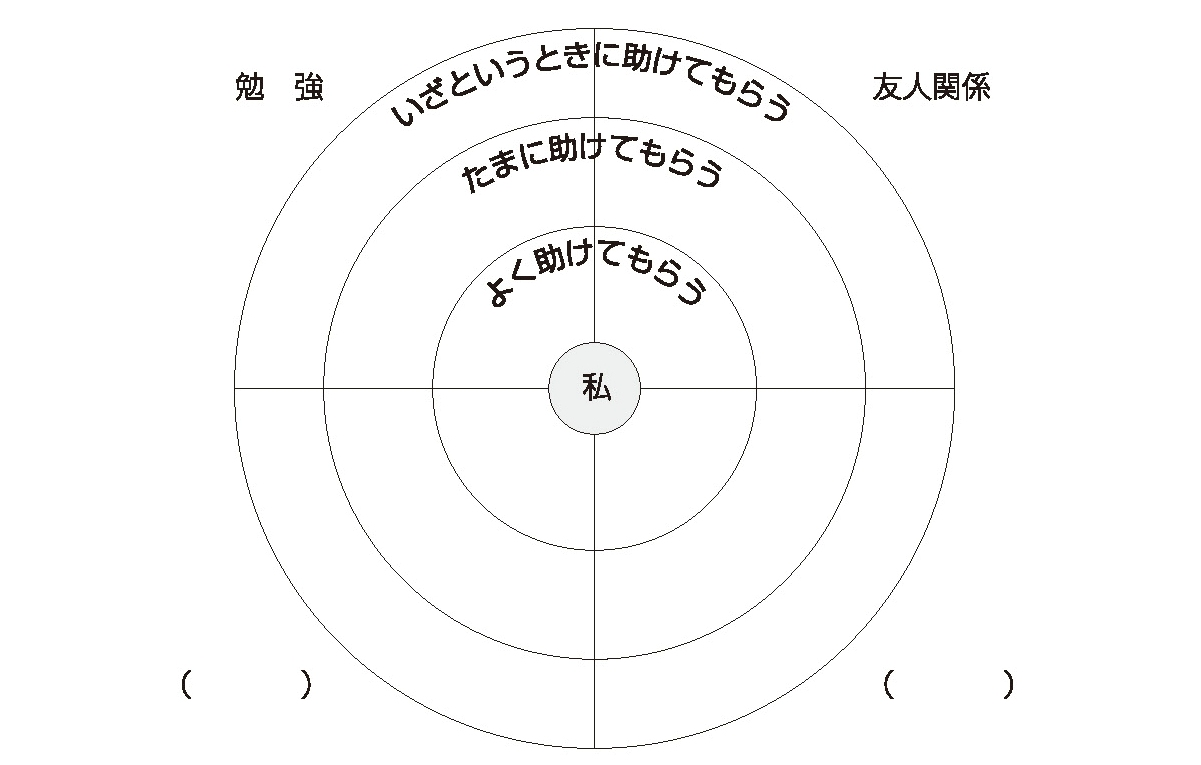 いざというときに助けてもらう
勉　強
友人関係
たまに助けてもらう
よく助けてもらう
私
（　　　）
（　　　）